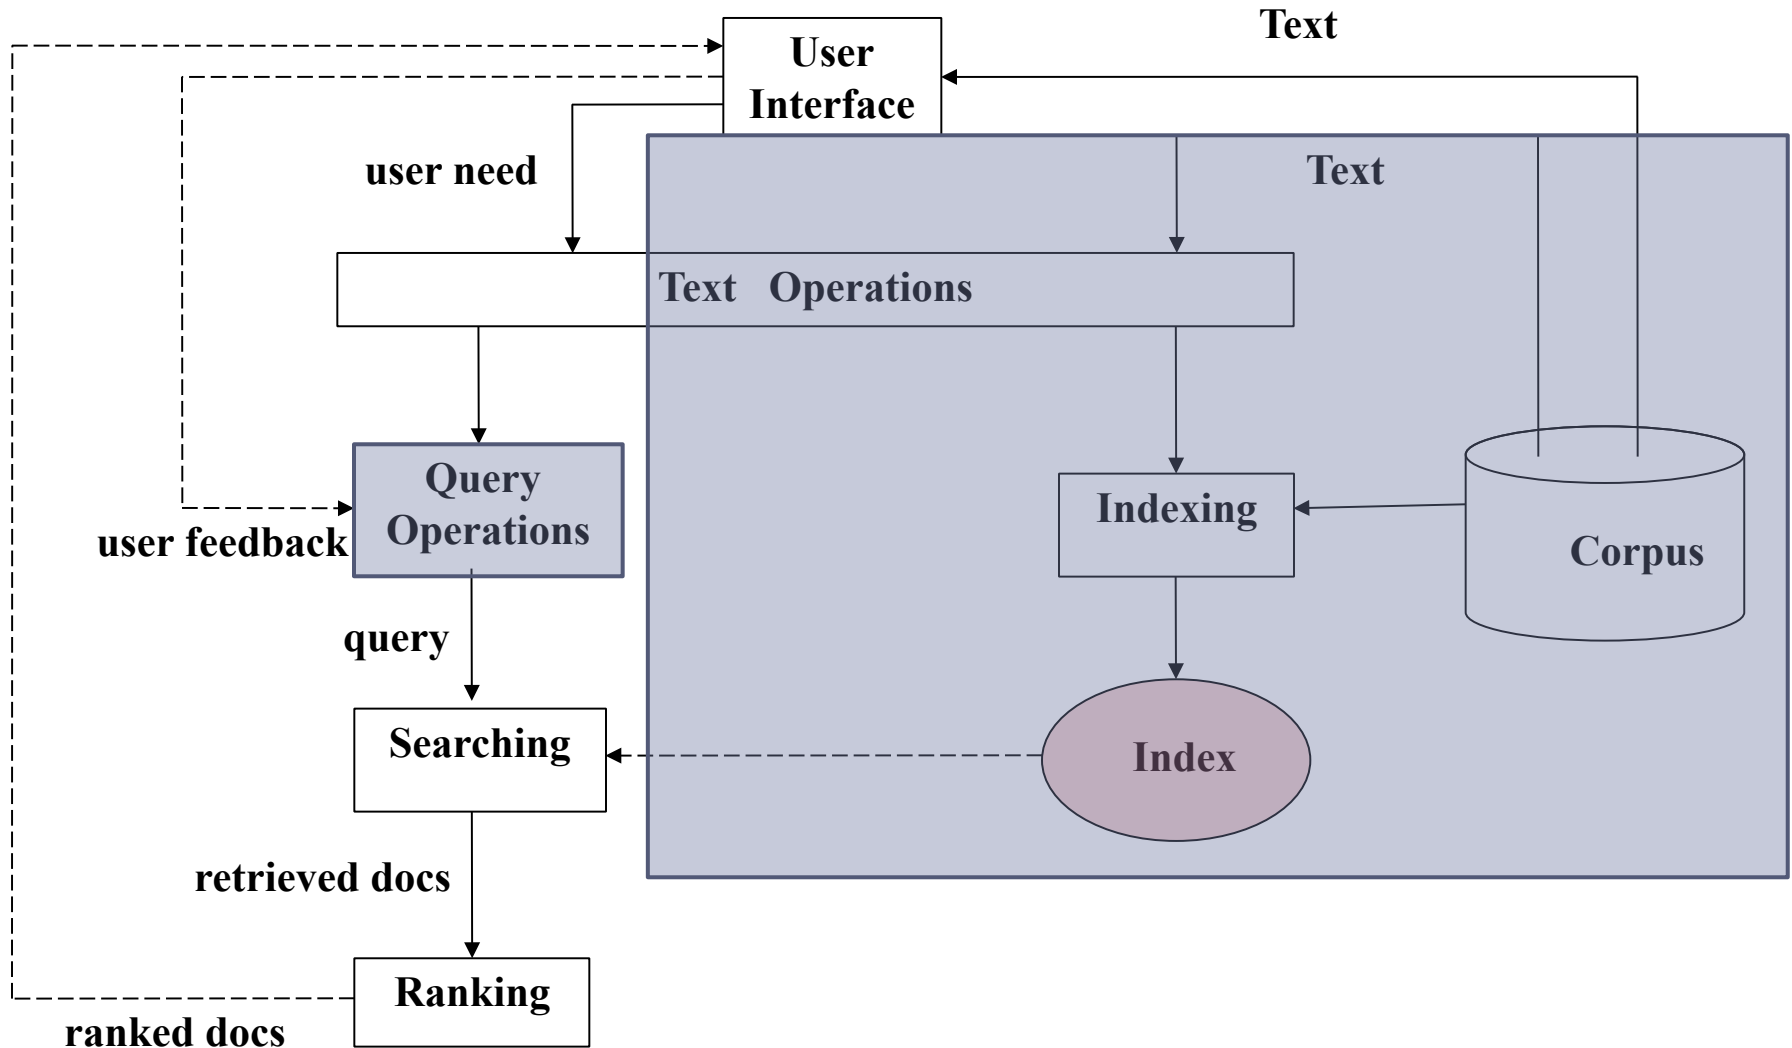 Text
User
Interface
user need
Text
Text Operations
Query
Operations
Indexing
Corpus
user feedback
query
Searching
Index
retrieved docs
Ranking
ranked docs